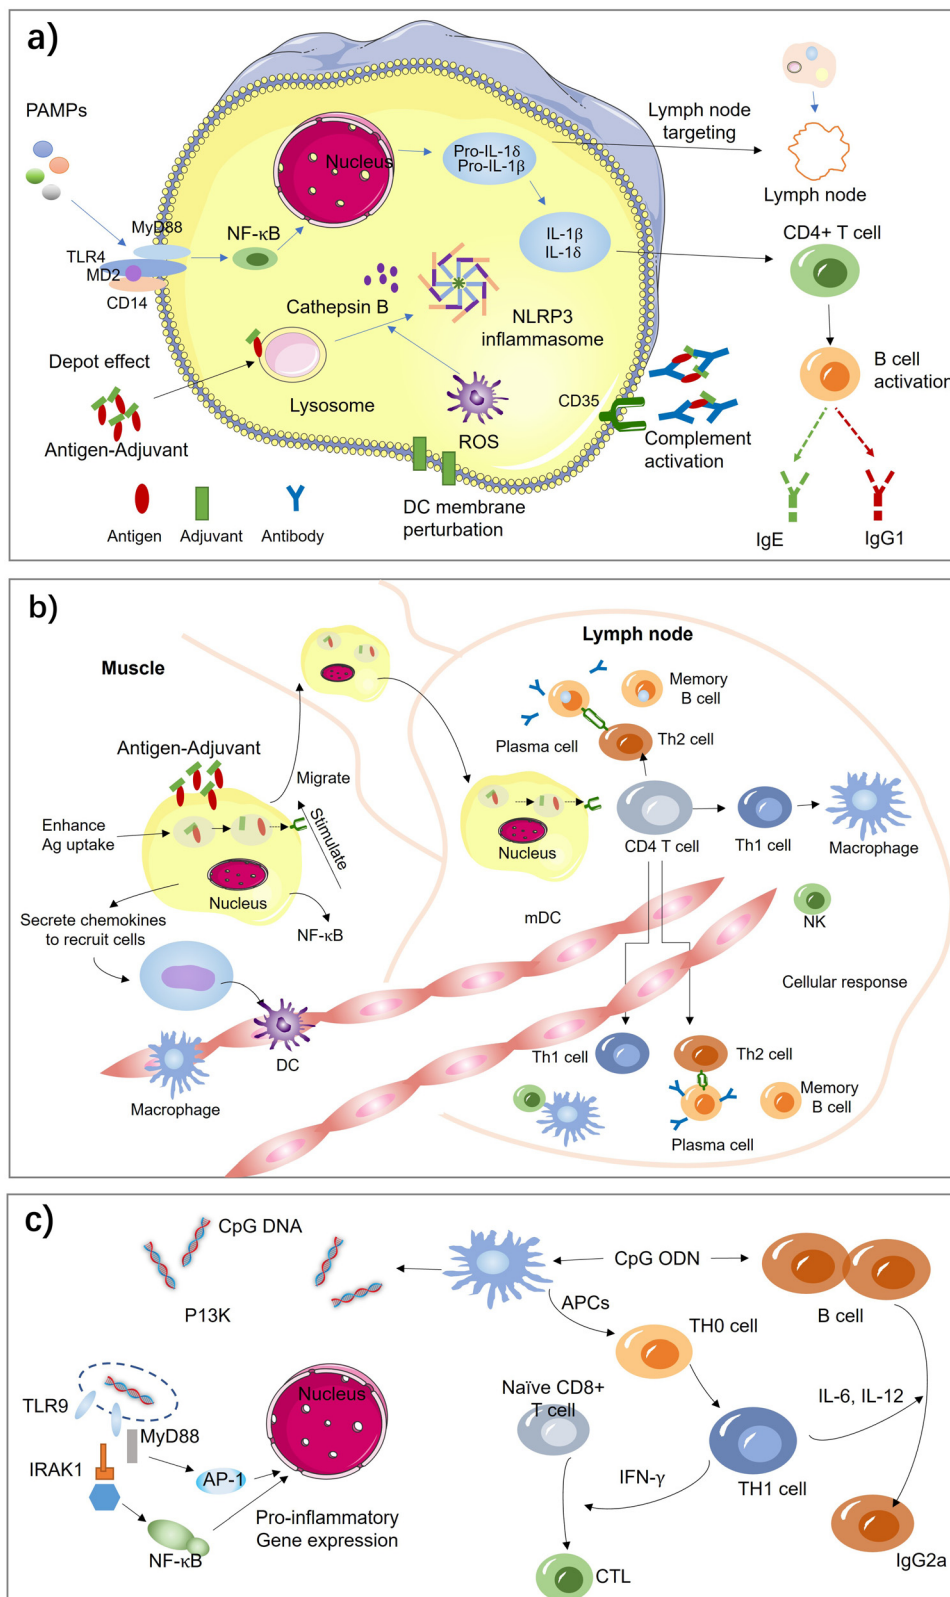 a)
PAMPs
Nucleus
Pro-IL-1δ
Pro-IL-1β
Lymph node
targeting
Lymph node
MyD88
TLR4
MD2
CD14
NF-κB
IL-1β
IL-1δ
CD4+ T cell
Cathepsin B
NLRP3
inflammasome
Depot effect
Lysosome
ROS
CD35
B cell
activation
Antigen-Adjuvant
Complement
activation
DC membrane
perturbation
Antigen
Adjuvant
Antibody
IgE
IgG1
b)
Muscle
Lymph node
Memory
B cell
Plasma cell
Th2 cell
Antigen-Adjuvant
Migrate
Stimulate
Enhance
Ag uptake
Nucleus
Nucleus
CD4 T cell
Th1 cell
Macrophage
Secrete chemokines
to recruit cells
NF-κB
mDC
NK
Cellular response
DC
Macrophage
Th1 cell
Th2 cell
Memory
B cell
Plasma cell
c)
CpG DNA
P13K
CpG ODN
APCs
B cell
TH0 cell
TLR9
MyD88
IRAK1
AP-1
NF-κB
Nucleus
Pro-inflammatory
Gene expression
Naïve CD8+
T cell
IL-6, IL-12
IFN-γ
TH1 cell
CTL
IgG2a